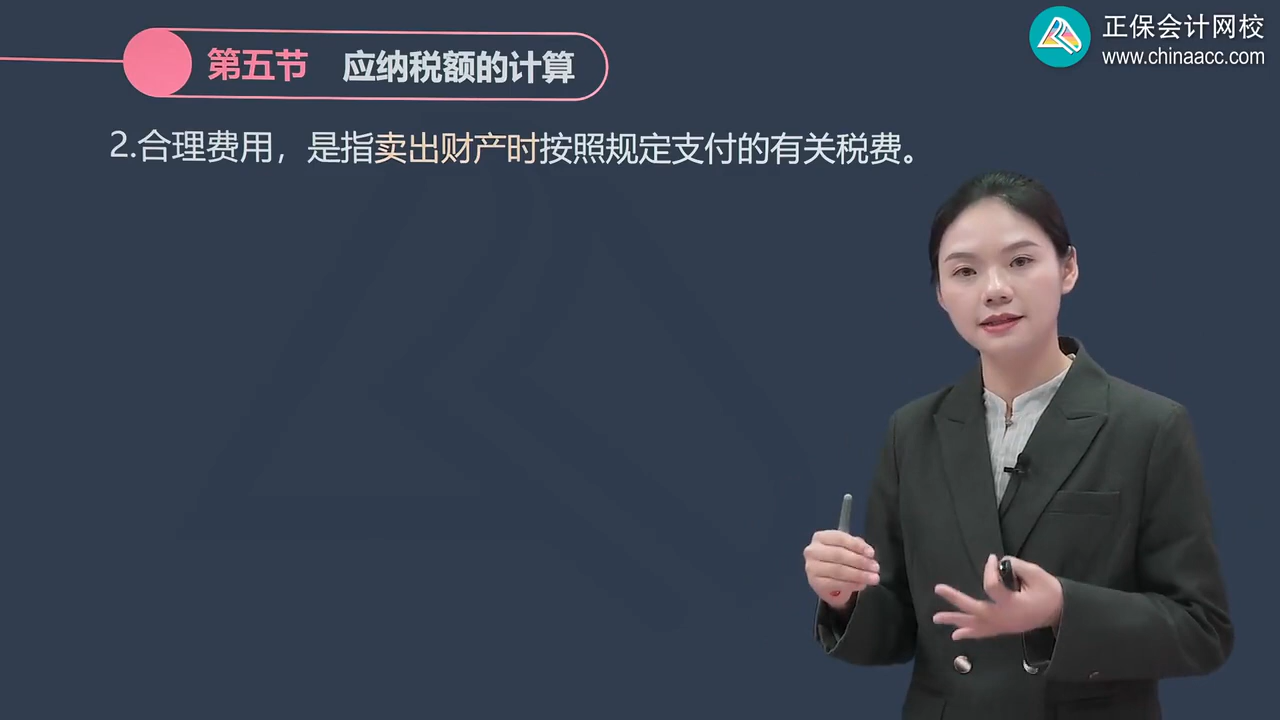 正保会计网校
www.chinaacc.com
第五节 应纳税额的计算
2.合理费用，是指卖出财产时按照规定支付的有关税费。